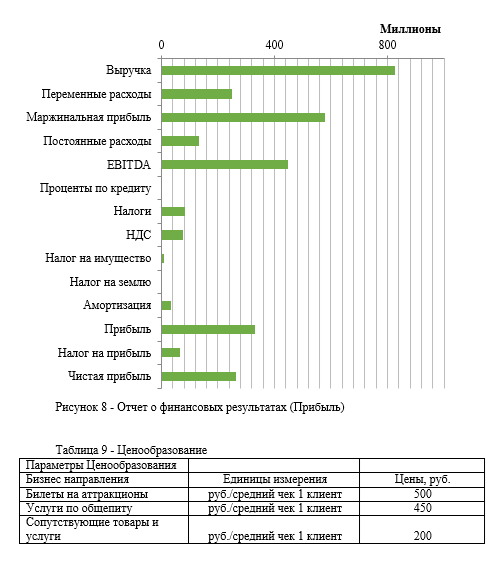 Миллионы
0 400 800
Выручка
Переменные расходы
Маржинальная прибыль
Постоянные расходы
EBITDA
Проценты по кредиту
Налоги
НДС
Налог на имущество
Налог на землю
Амортизация
Прибыль
Налог на прибыль
Чистая прибыль
Рисунок 8 - Отчет о финансовых результатах (Прибыль)
Таблица 9 - Ценообразование
Параметры Ценообразования
Бизнес направления Единицы измерения Цены, руб.
Билеты на аттракционы руб./средний чек 1 клиент 500
Услуги по общепиту руб./средний чек 1 клиент 450
Сопутствующие товары и
услуги руб./средний чек 1 клиент 200